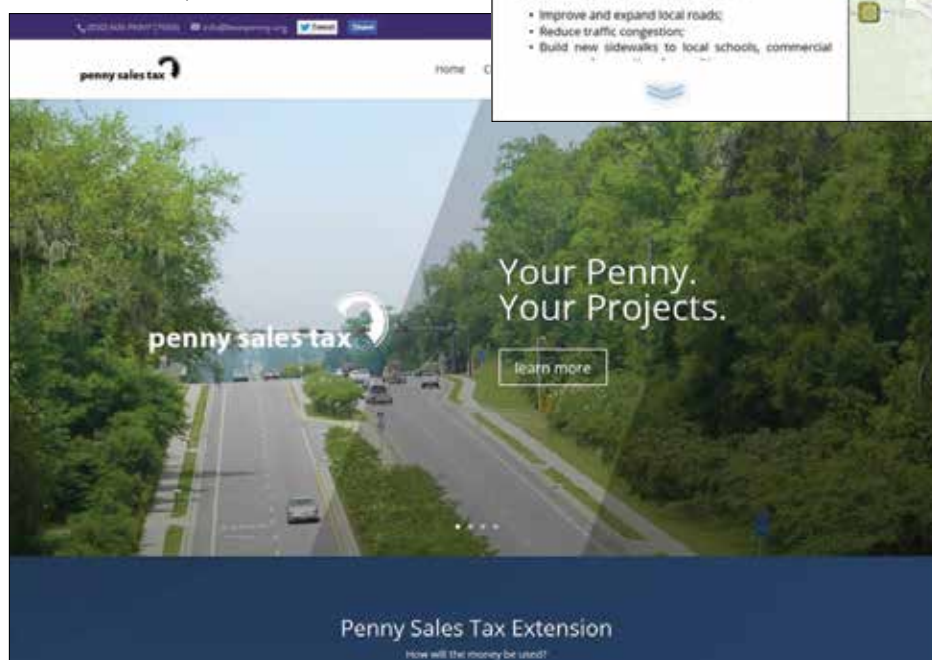 • Improve and expand local roads;
• Reduce traffic congestion;
• Build new sidewalks to local schools, commercial
Tweet
Share
penny sales tax
Home
penny sales tax
Your Penny.
Your Projects.
learn more
Penny Sales Tax Extension
How will the money be used?